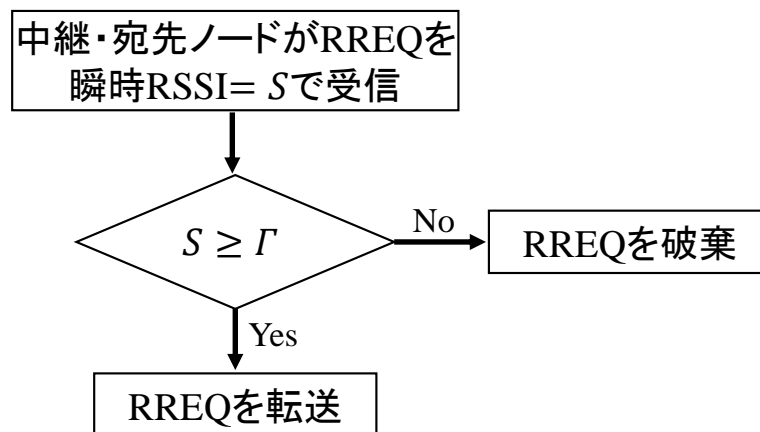 中継・宛先ノードがRREQを
瞬時RSSI= Sで受信
S ≥ Γ
No
RREQを破棄
Yes
RREQを転送